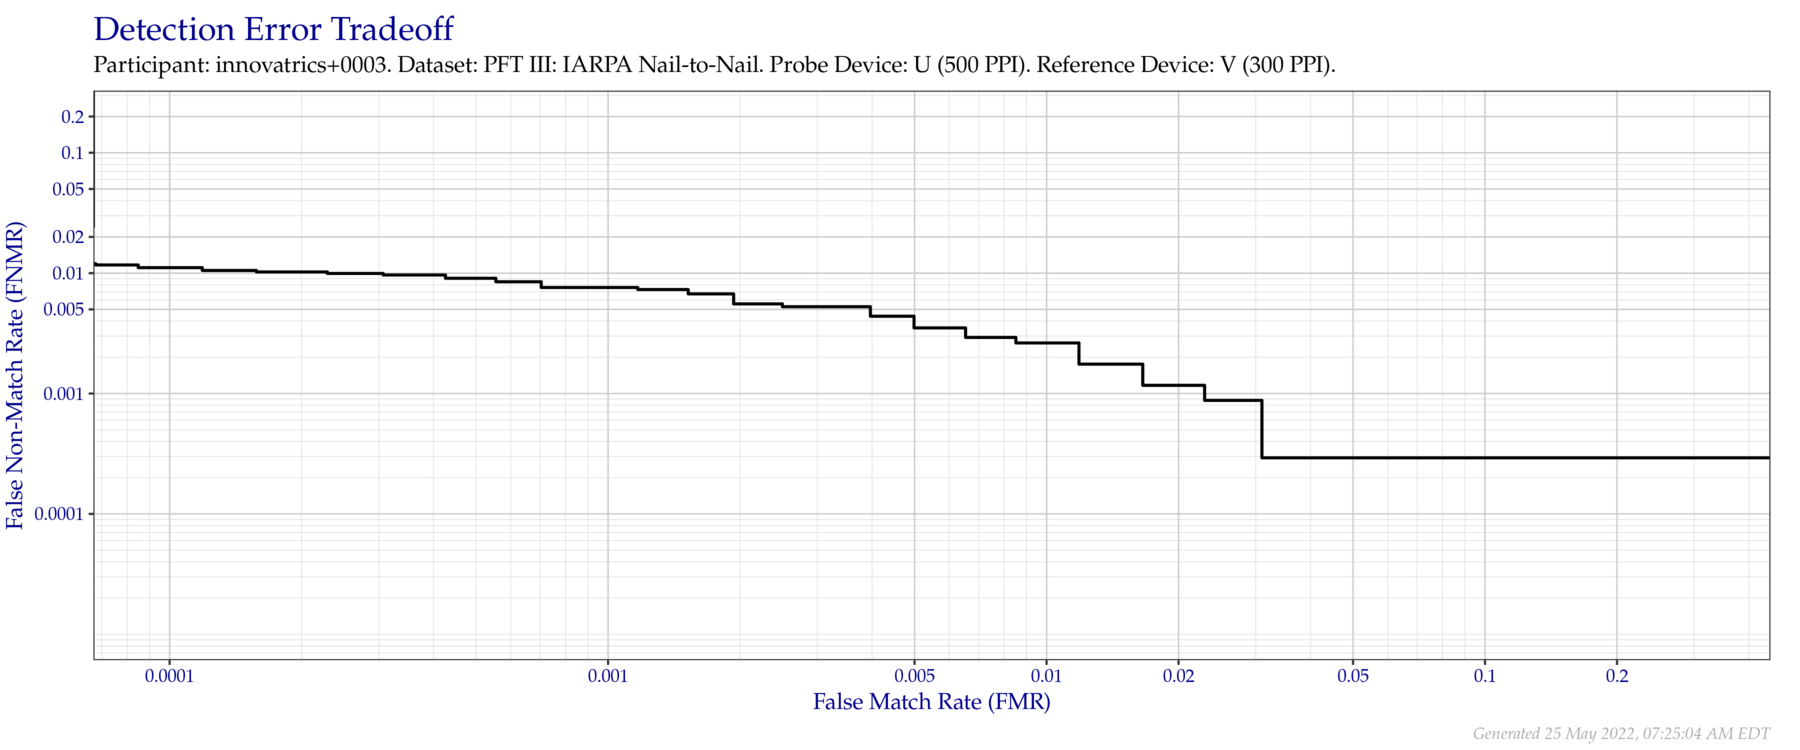 Detection Error Tradeoff
Participant: innovatrics+0003. Dataset: PFT III: IARPA Nail-to-Nail. Probe Device: U (500 PPI). Reference Device: V (300 PPI).
False Non-Match Rate (FNMR)
0.2
0.1
0.05
0.02
0.01
0.005
0.001
0.0001
0.0001 0.001 0.005 0.01 0.02 0.05 0.1 0.2
False Match Rate (FMR)
Generated 25 May 2022, 07:25:04 AM EDT